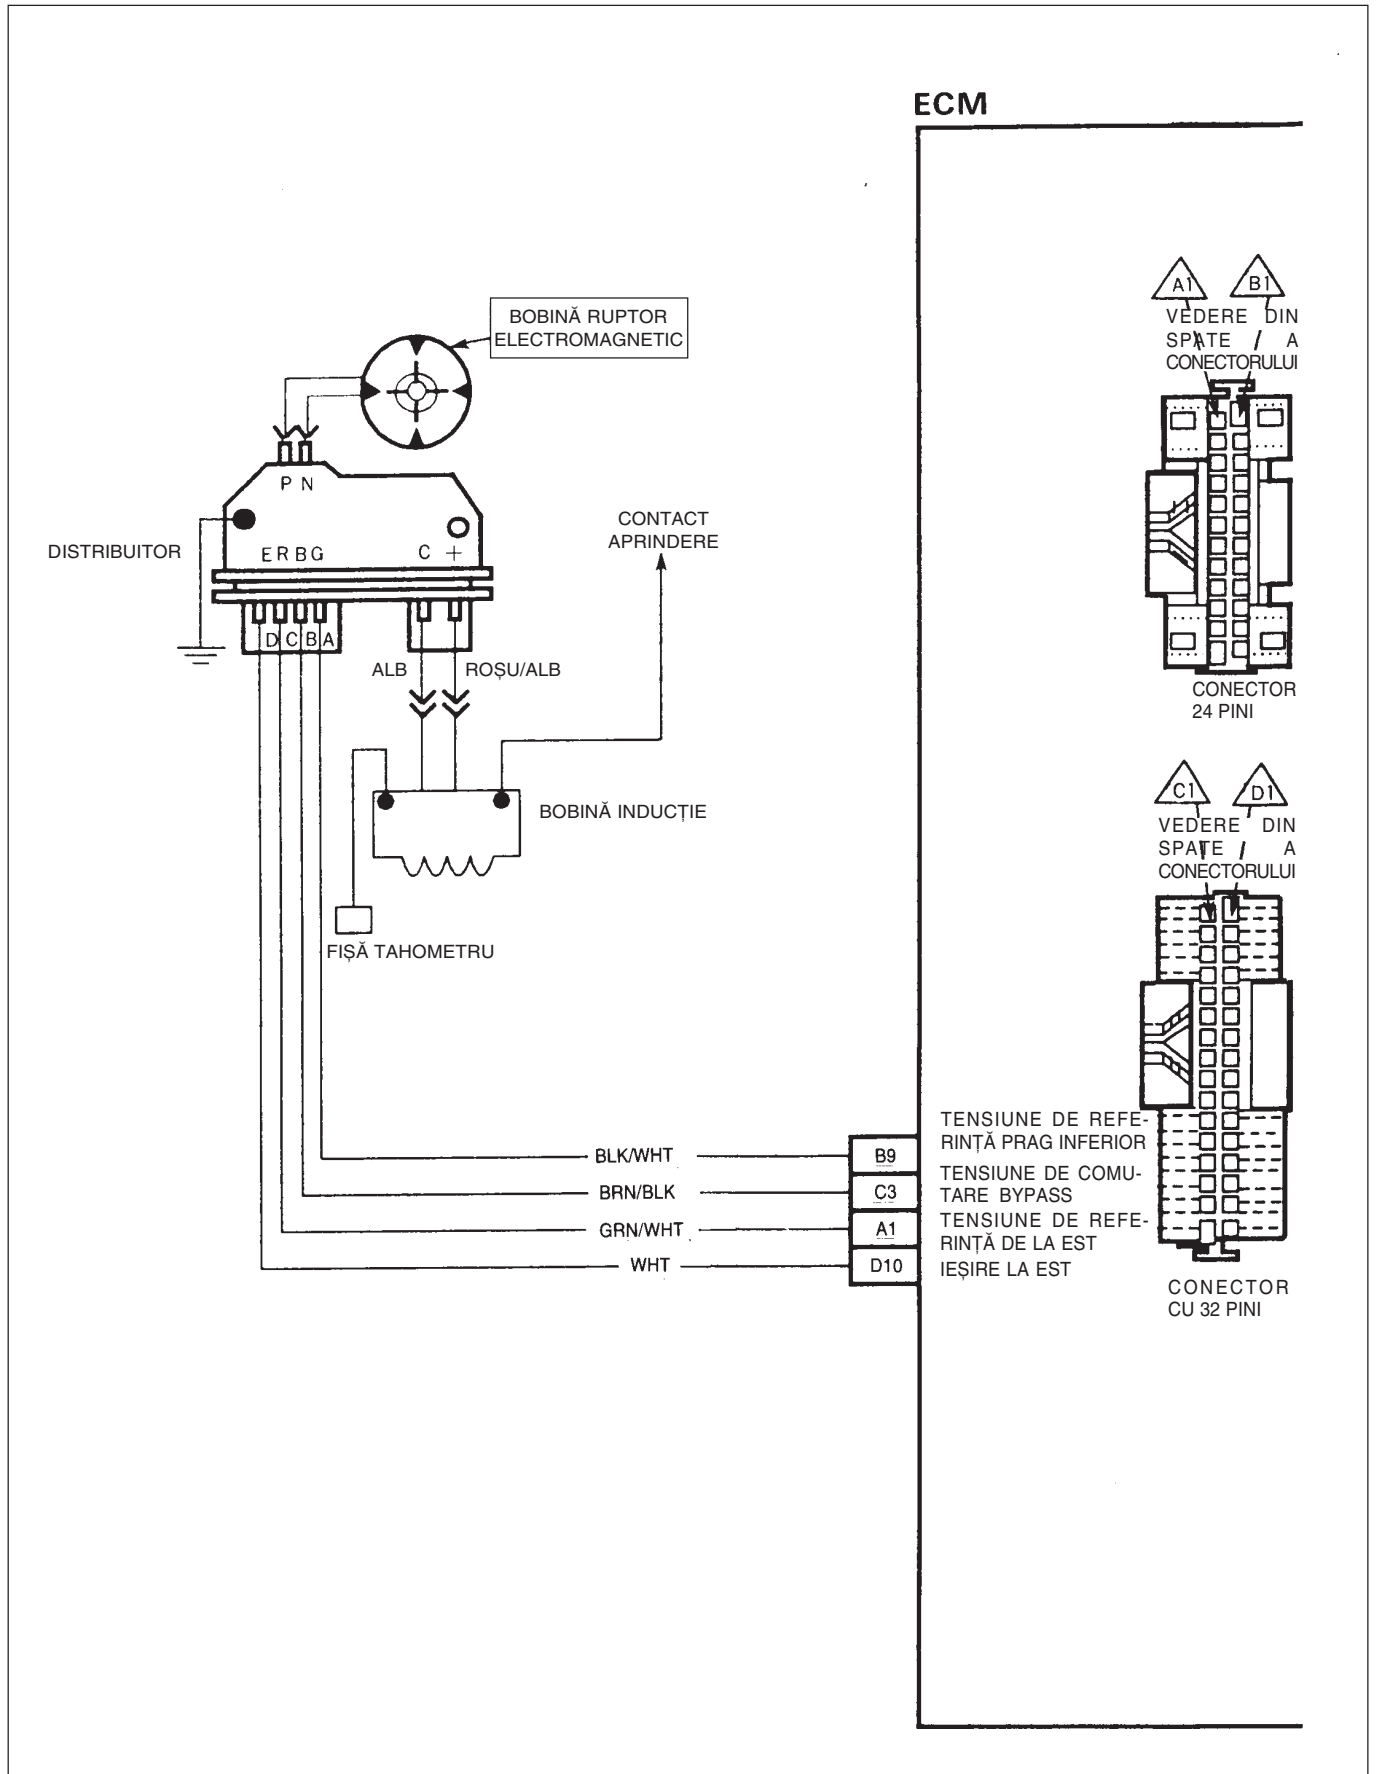 ECM
A1
B1
VEDERE DIN
SPATE A
CONECTORULUI
BOBINĂ RUPTOR
ELECTROMAGNETIC
P N
CONTACT
APRINDERE
DISTRIBUITOR
E R B G
C +
D C B A
ALB
ROȘU/ALB
CONECTOR
24 PINI
BOBINĂ INDUCȚIE
C1
D1
VEDERE DIN
SPATE A
CONECTORULUI
FIȘĂ TAHOMETRU
BLK/WHT
B9
TENSIUNE DE REFE-
RINȚĂ PRAG INFERIOR
BRN/BLK
C3
TENSIUNE DE COMU-
TARE BYPASS
GRN/WHT
A1
TENSIUNE DE REFE-
RINȚĂ DE LA EST
WHT
D10
IEȘIRE LA EST
CONECTOR
CU 32 PINI